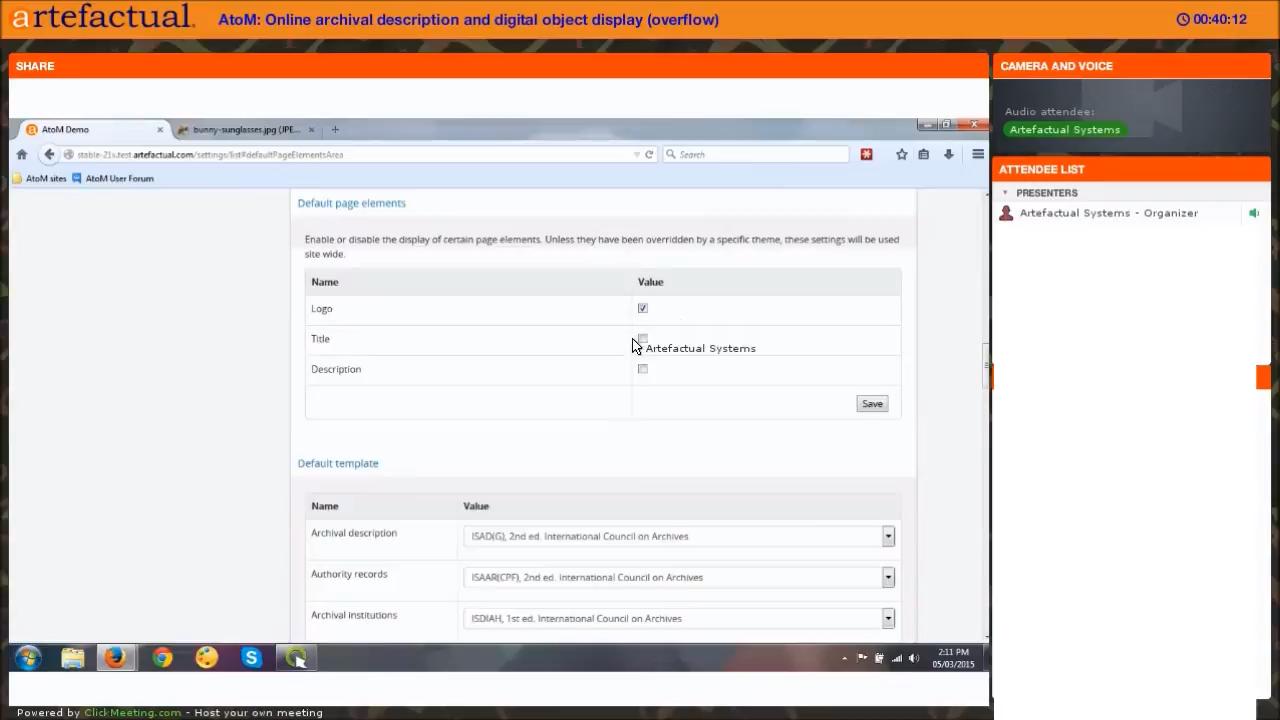 artefactual.
AtoM: Online archival description and digital object display (overflow)
00:40:12
SHARE
CAMERA AND VOICE
Audio attendee:
Artefactual Systems
ATTENDEE LIST
PRESENTERS
Artefactual Systems - Organizer
AtoM Demo
bunny-sunglasses.jpg (JPE...
stable-21x.test.artefactual.com/settings/list#defaultPageElementsArea
Search
AtoM sites
AtoM User Forum
Default page elements
Enable or disable the display of certain page elements. Unless they have been overridden by a specific theme, these settings will be used
site wide.
Name Value
Logo
Title
Artefactual Systems
Description
Save
Default template
Name Value
Archival description ISAD(G), 2nd ed. International Council on Archives
Authority records ISAAR(CPF), 2nd ed. International Council on Archives
Archival institutions ISDIAH, 1st ed. International Council on Archives
2:11 PM
05/03/2015
Powered by ClickMeeting.com - Host your own meeting